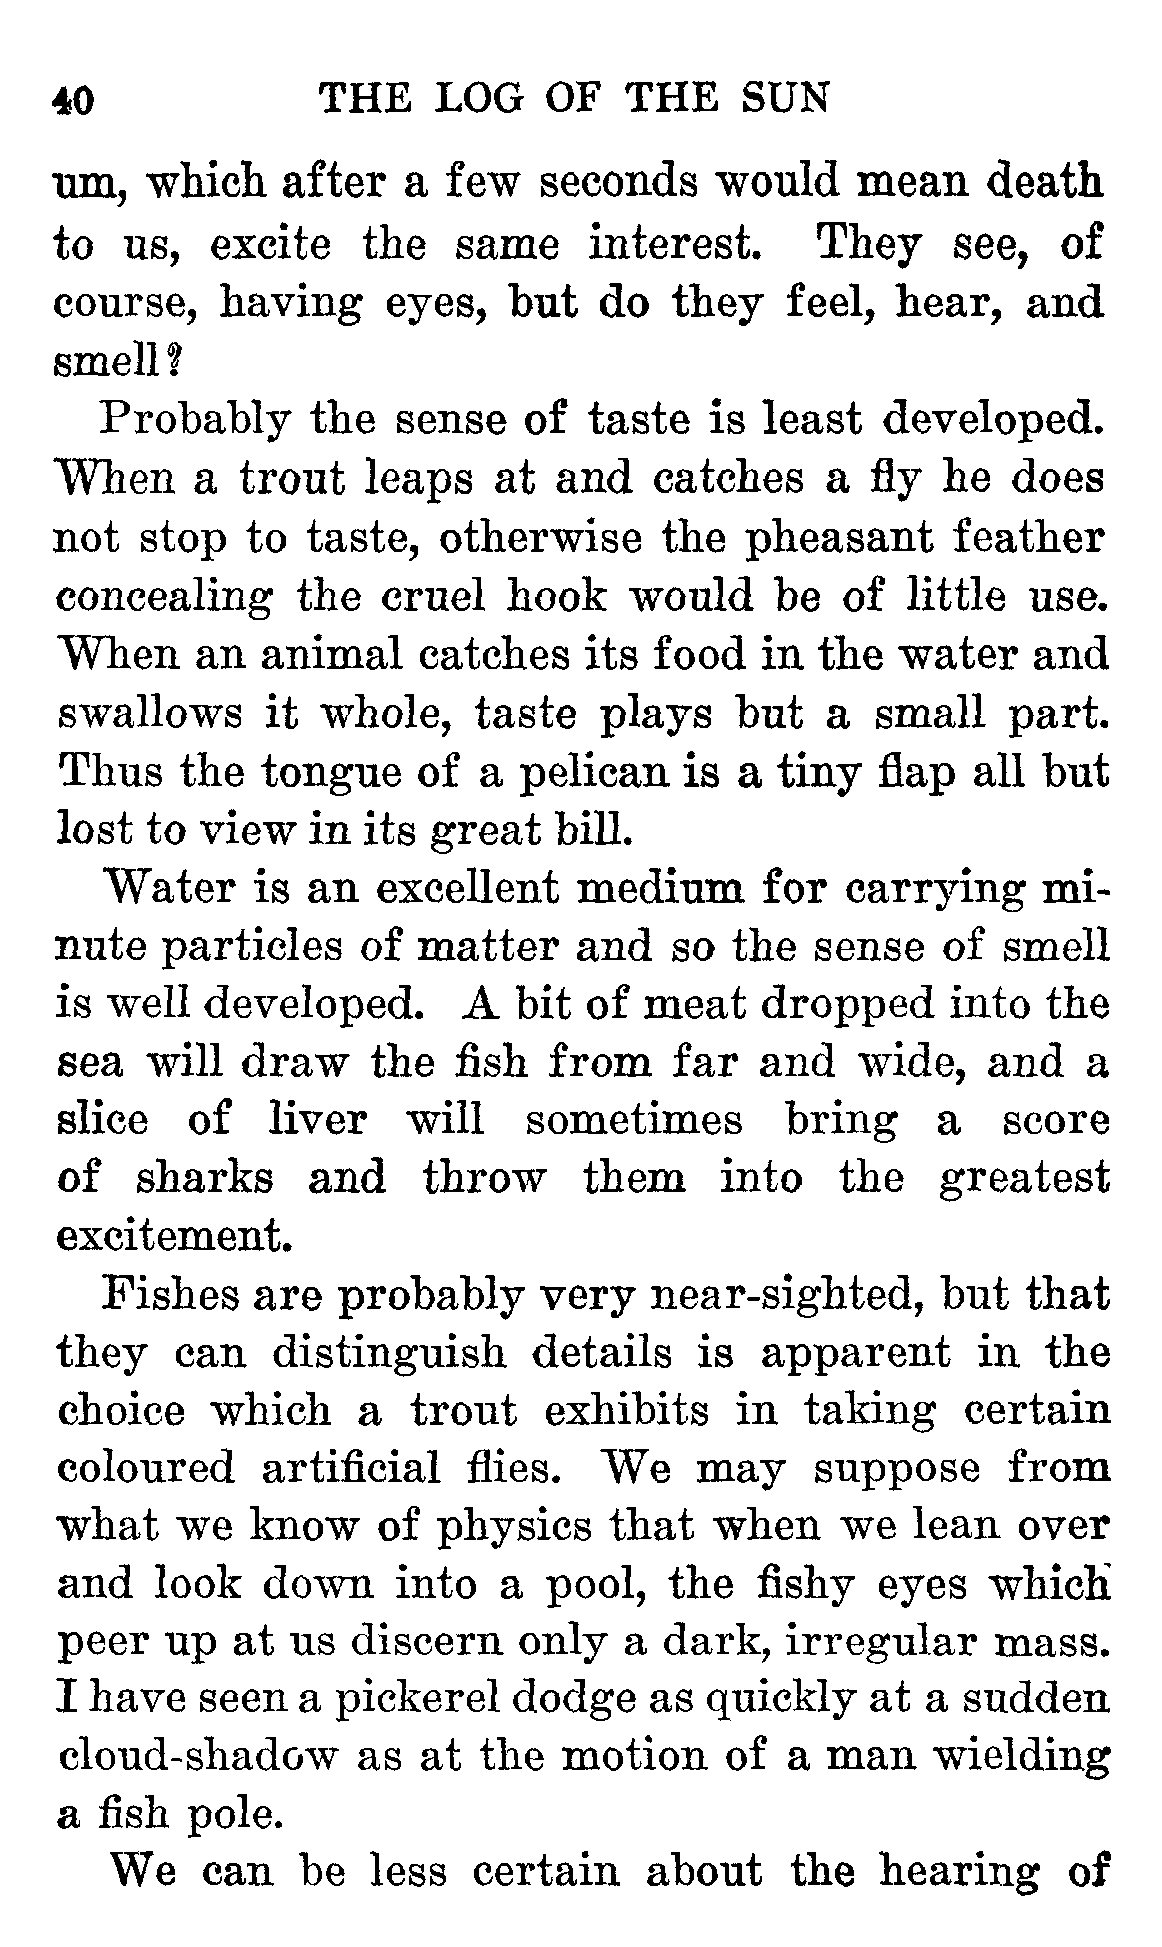 40 THE LOG OF THE SUN
um, which after a few seconds would mean death
to us, excite the same interest. They see, of
course, having eyes, but do they feel, hear, and
smell?
Probably the sense of taste is least developed.
When a trout leaps at and catches a fly he does
not stop to taste, otherwise the pheasant feather
concealing the cruel hook would be of little use.
When an animal catches its food in the water and
swallows it whole, taste plays but a small part.
Thus the tongue of a pelican is a tiny flap all but
lost to view in its great bill.
Water is an excellent medium for carrying mi-
nute particles of matter and so the sense of smell
is well developed. A bit of meat dropped into the
sea will draw the fish from far and wide, and a
slice of liver will sometimes bring a score
of sharks and throw them into the greatest
excitement.
Fishes are probably very near-sighted, but that
they can distinguish details is apparent in the
choice which a trout exhibits in taking certain
coloured artificial flies. We may suppose from
what we know of physics that when we lean over
and look down into a pool, the fishy eyes which
peer up at us discern only a dark, irregular mass.
I have seen a pickerel dodge as quickly at a sudden
cloud-shadow as at the motion of a man wielding
a fish pole.
We can be less certain about the hearing of